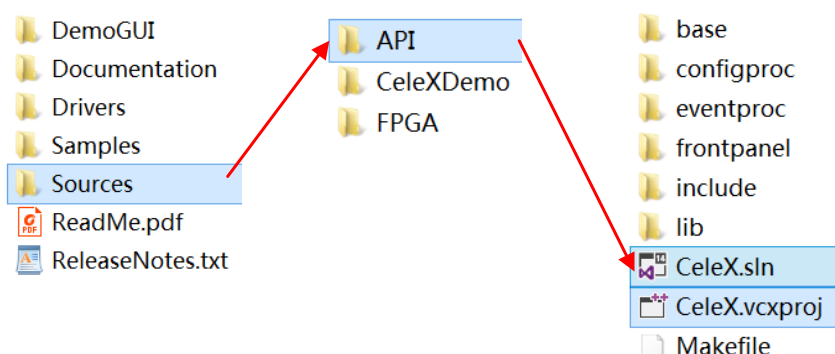 DemoGUI
Documentation
Drivers
Samples
Sources
ReadMe.pdf
ReleaseNotes.txt
API
CeleXDemo
FPGA
base
configproc
eventproc
frontpanel
include
lib
CeleX.sln
CeleX.vcxproj
Makefile